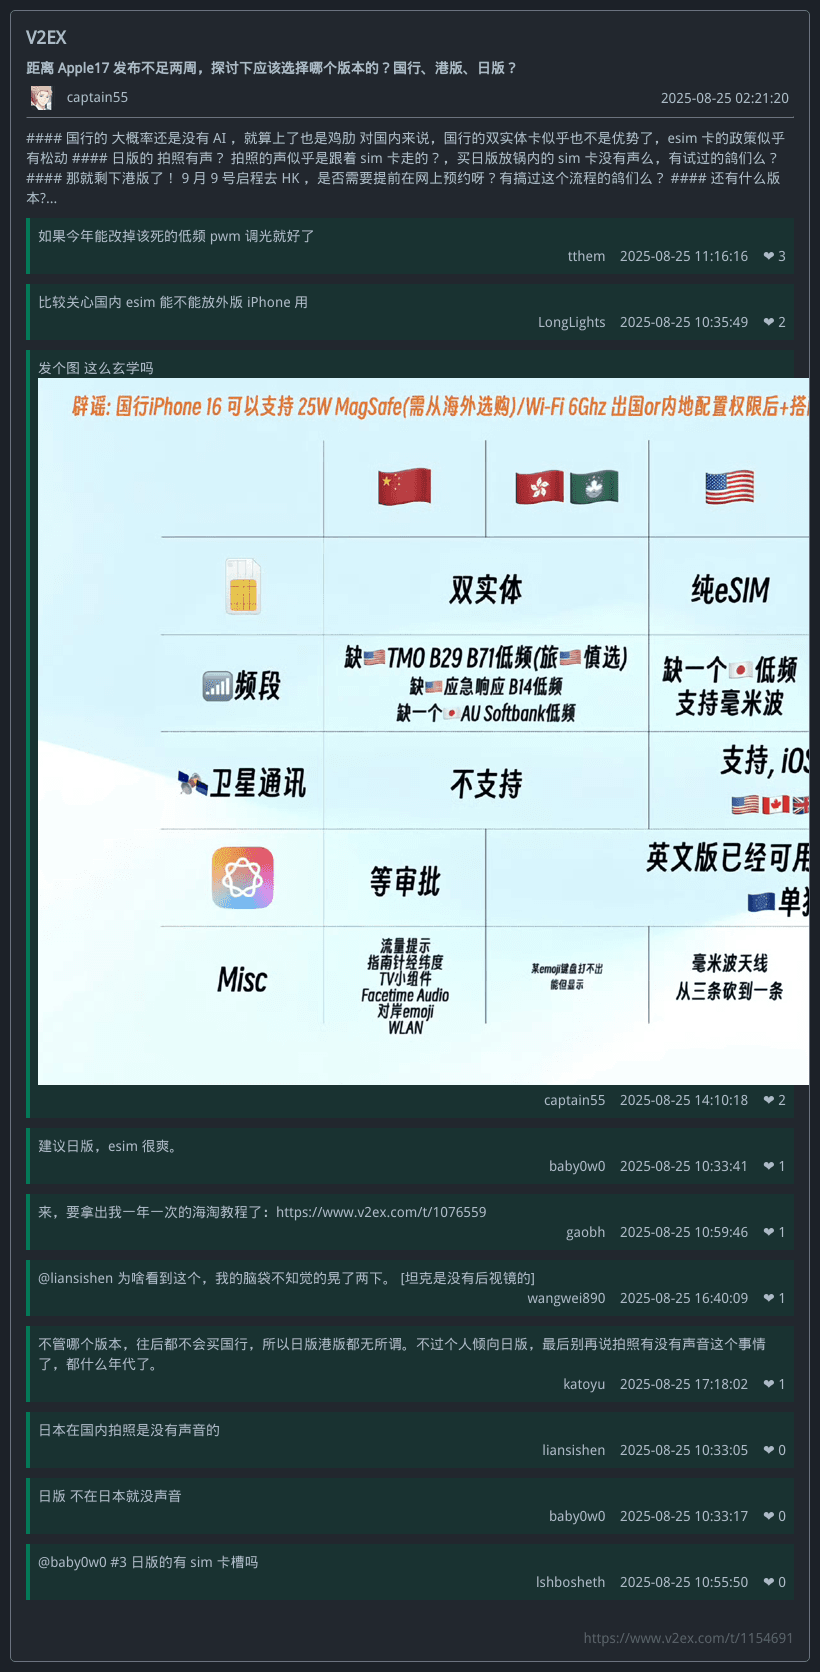 V2EX
距离 Apple17 发布不足两周，探讨下应该选择哪个版本的？国行、港版、日版？
captain55 2025-08-25 02:21:20
#### 国行的 大概率还是没有 AI ，就算上了也是鸡肋 对国内来说，国行的双实体卡似乎也不是优势了，esim 卡的政策似乎
有松动 #### 日版的 拍照有声？ 拍照的声似乎是跟着 sim 卡走的？，买日版放锅内的 sim 卡没有声么，有试过的鸽们么？
#### 那就剩下港版了！ 9 月 9 号启程去 HK ，是否需要提前在网上预约呀？有搞过这个流程的鸽们么？ #### 还有什么版
本?...
如果今年能改掉该死的低频 pwm 调光就好了
tthem 2025-08-25 11:16:16 ❤ 3
比较关心国内 esim 能不能放外版 iPhone 用
LongLights 2025-08-25 10:35:49 ❤ 2
发个图 这么玄学吗
辟谣: 国行iPhone 16 可以支持 25W MagSafe(需从海外选购)/Wi-Fi 6Ghz 出国or内地配置权限后+搭
双实体
纯eSIM
频段
缺🇺🇸TMO B29 B71低频(旅🇺🇸慎选)
缺🇺🇸应急响应 B14低频
缺一个🇯🇵AU Softbank低频
缺一个🇯🇵低频
支持毫米波
卫星通讯
不支持
支持, iOS
等审批
英文版已经可用
🇪🇺单独
Misc
流量提示
指南针经纬度
TV小组件
Facetime Audio
对岸emoji
WLAN
某emoji键盘打不出
能但显示
毫米波天线
从三条砍到一条
captain55 2025-08-25 14:10:18 ❤ 2
建议日版，esim 很爽。
baby0w0 2025-08-25 10:33:41 ❤ 1
来，要拿出我一年一次的海淘教程了：https://www.v2ex.com/t/1076559
gaobh 2025-08-25 10:59:46 ❤ 1
@liansishen 为啥看到这个，我的脑袋不知觉的晃了两下。 [坦克是没有后视镜的]
wangwei890 2025-08-25 16:40:09 ❤ 1
不管哪个版本，往后都不会买国行，所以日版港版都无所谓。不过个人倾向日版，最后别再说拍照有没有声音这个事情
了，都什么年代了。
katoyu 2025-08-25 17:18:02 ❤ 1
日本在国内拍照是没有声音的
liansishen 2025-08-25 10:33:05 ❤ 0
日版 不在日本就没声音
baby0w0 2025-08-25 10:33:17 ❤ 0
@baby0w0 #3 日版的有 sim 卡槽吗
lshbosheth 2025-08-25 10:55:50 ❤ 0
https://www.v2ex.com/t/1154691